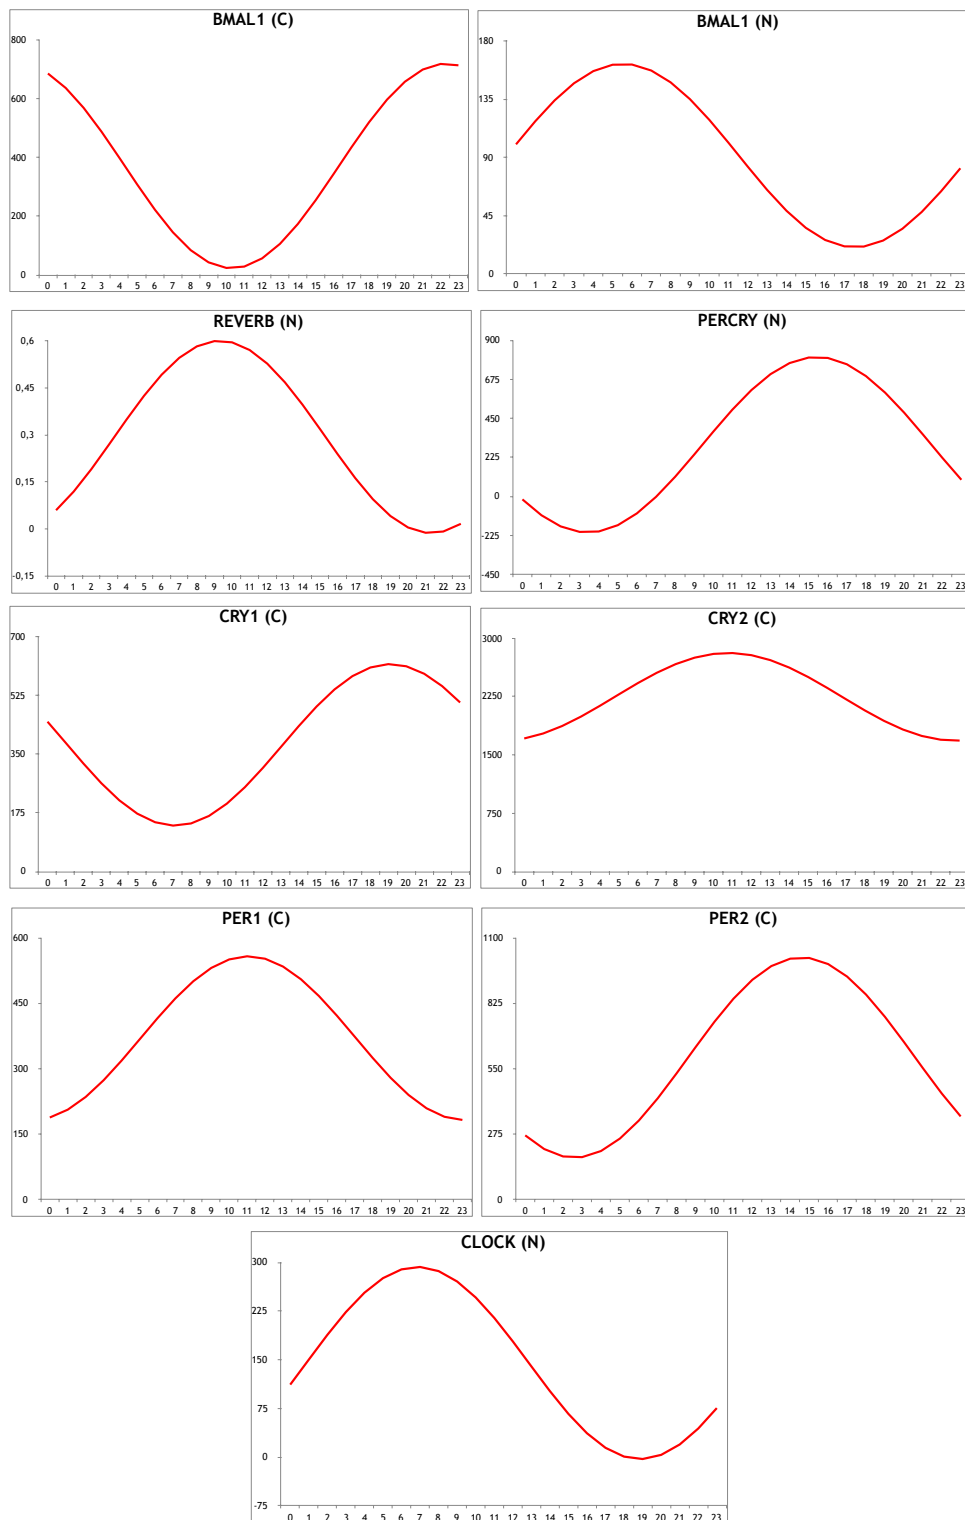 BMAL1 (C)
800
600
400
200
0
0 1 2 3 4 5 6 7 8 9 10 11 12 13 14 15 16 17 18 19 20 21 22 23
BMAL1 (N)
180
135
90
45
0
0 1 2 3 4 5 6 7 8 9 10 11 12 13 14 15 16 17 18 19 20 21 22 23
REVERB (N)
0,6
0,45
0,3
0,15
0
-0,15
0 1 2 3 4 5 6 7 8 9 10 11 12 13 14 15 16 17 18 19 20 21 22 23
PERCRY (N)
900
675
450
225
0
-225
-450
0 1 2 3 4 5 6 7 8 9 10 11 12 13 14 15 16 17 18 19 20 21 22 23
CRY1 (C)
700
525
350
175
0
0 1 2 3 4 5 6 7 8 9 10 11 12 13 14 15 16 17 18 19 20 21 22 23
CRY2 (C)
3000
2250
1500
750
0
0 1 2 3 4 5 6 7 8 9 10 11 12 13 14 15 16 17 18 19 20 21 22 23
PER1 (C)
600
450
300
150
0
0 1 2 3 4 5 6 7 8 9 10 11 12 13 14 15 16 17 18 19 20 21 22 23
PER2 (C)
1100
825
550
275
0
0 1 2 3 4 5 6 7 8 9 10 11 12 13 14 15 16 17 18 19 20 21 22 23
CLOCK (N)
300
225
150
75
0
-75
0 1 2 3 4 5 6 7 8 9 10 11 12 13 14 15 16 17 18 19 20 21 22 23